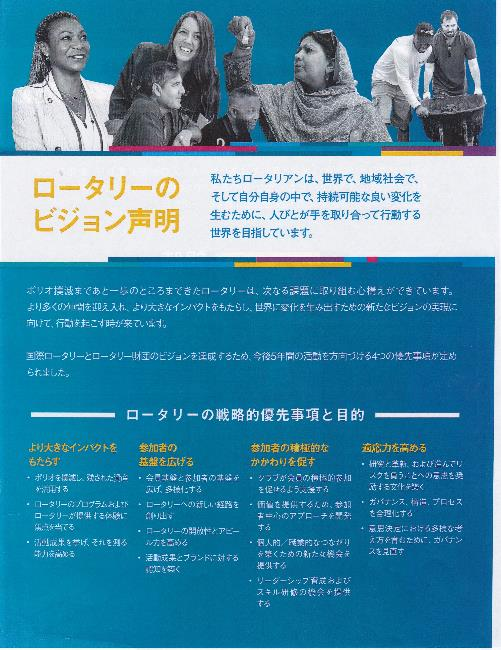 ロータリーの
ビジョン声明
私たちロータリアンは、世界で、地域社会で、
そして自分自身の中で、持続可能な良い変化を
生むために、人びとが手を取り合って行動する
世界を目指しています。
ポリオ撲滅まであと一歩のところまできたロータリーは、次なる課題に取り組む心構えができています。
より多くの仲間を迎え入れ、より大きなインパクトをもたらし、世界に変化を生み出すための新たなビジョンの実現に
向けて、行動を起こす時が来ています。
国際ロータリーとロータリー財団のビジョンを達成するため、今後5年間の活動を方向づける4つの優先事項が定め
られました。
ロータリーの戦略的優先事項と目的
より大きなインパクトを
もたらす
• ポリオを撲滅し、残された資産
を活用する
• ロータリーのプログラムおよび
ロータリーが提供する体験に
焦点を当てる
• 活動成果を挙げ、それを測る
能力を高める
参加者の
基盤を広げる
• 会員基盤と参加者の基盤を
広げ、多様化する
• ロータリーへの新しい経路を
創り出す
• ロータリーの開放性とアピー
ル力を高める
• 活動成果とブランドに対する
認知を築く
参加者の積極的な
かかわりを促す
• クラブが会員の積極的参加
を促せるよう支援する
• 価値を提供するため、参加
者中心のアプローチを開発
する
• 個人的/職業的なつながり
を築くための新たな機会を
提供する
• リーダーシップ育成および
スキル研修の機会を提供
する
適応力を高める
• 研究と革新、および進んでリ
スクを負うことへの意志を奨
励する文化を築く
• ガバナンス、構造、プロセス
を合理化する
• 意思決定における多様な考
え方を育むために、ガバナン
スを見直す